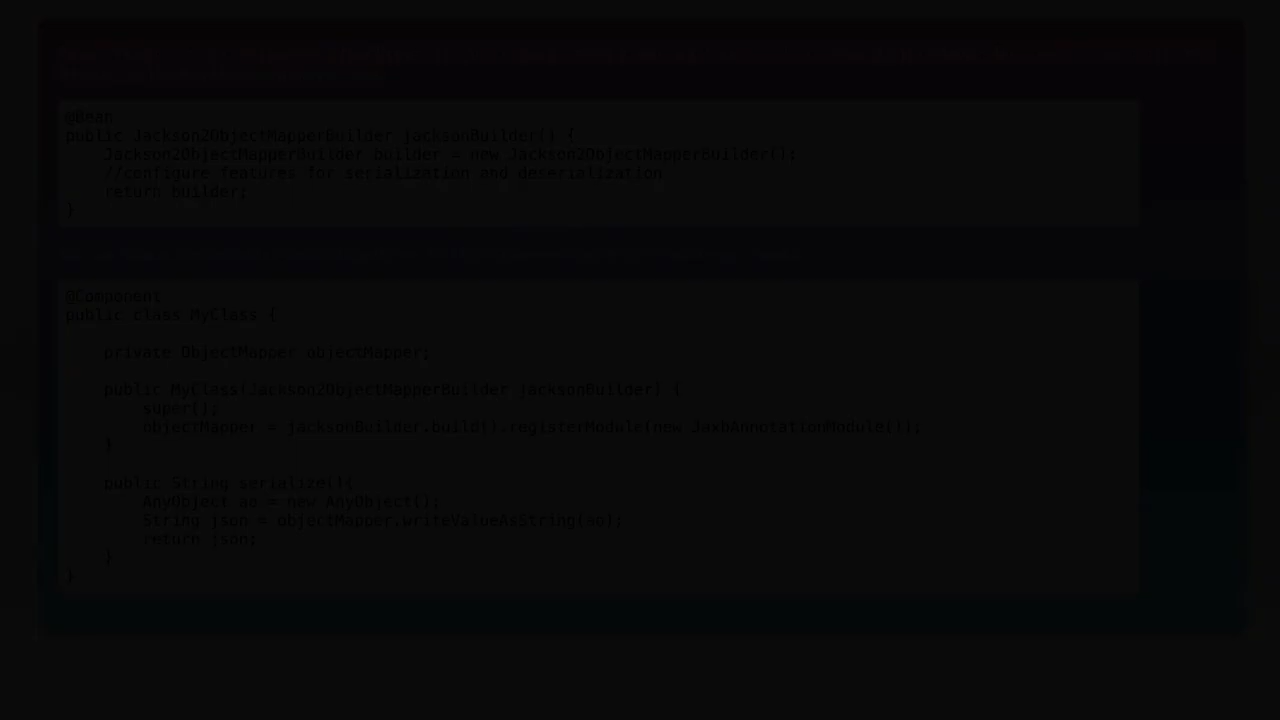 @Bean
public Jackson2ObjectMapperBuilder jacksonBuilder() {
    Jackson2ObjectMapperBuilder builder = new Jackson2ObjectMapperBuilder();
    //configure features for serialization and deserialization
    return builder;
}
@Component
public class MyClass {
    private ObjectMapper objectMapper;
    public MyClass(Jackson2ObjectMapperBuilder jacksonBuilder) {
        super();
        objectMapper = jacksonBuilder.build().registerModule(new JaxbAnnotationModule());
    }
    public String serialize(){
        AnyObject ao = new AnyObject();
        String json = objectMapper.writeValueAsString(ao);
        return json;
    }
}